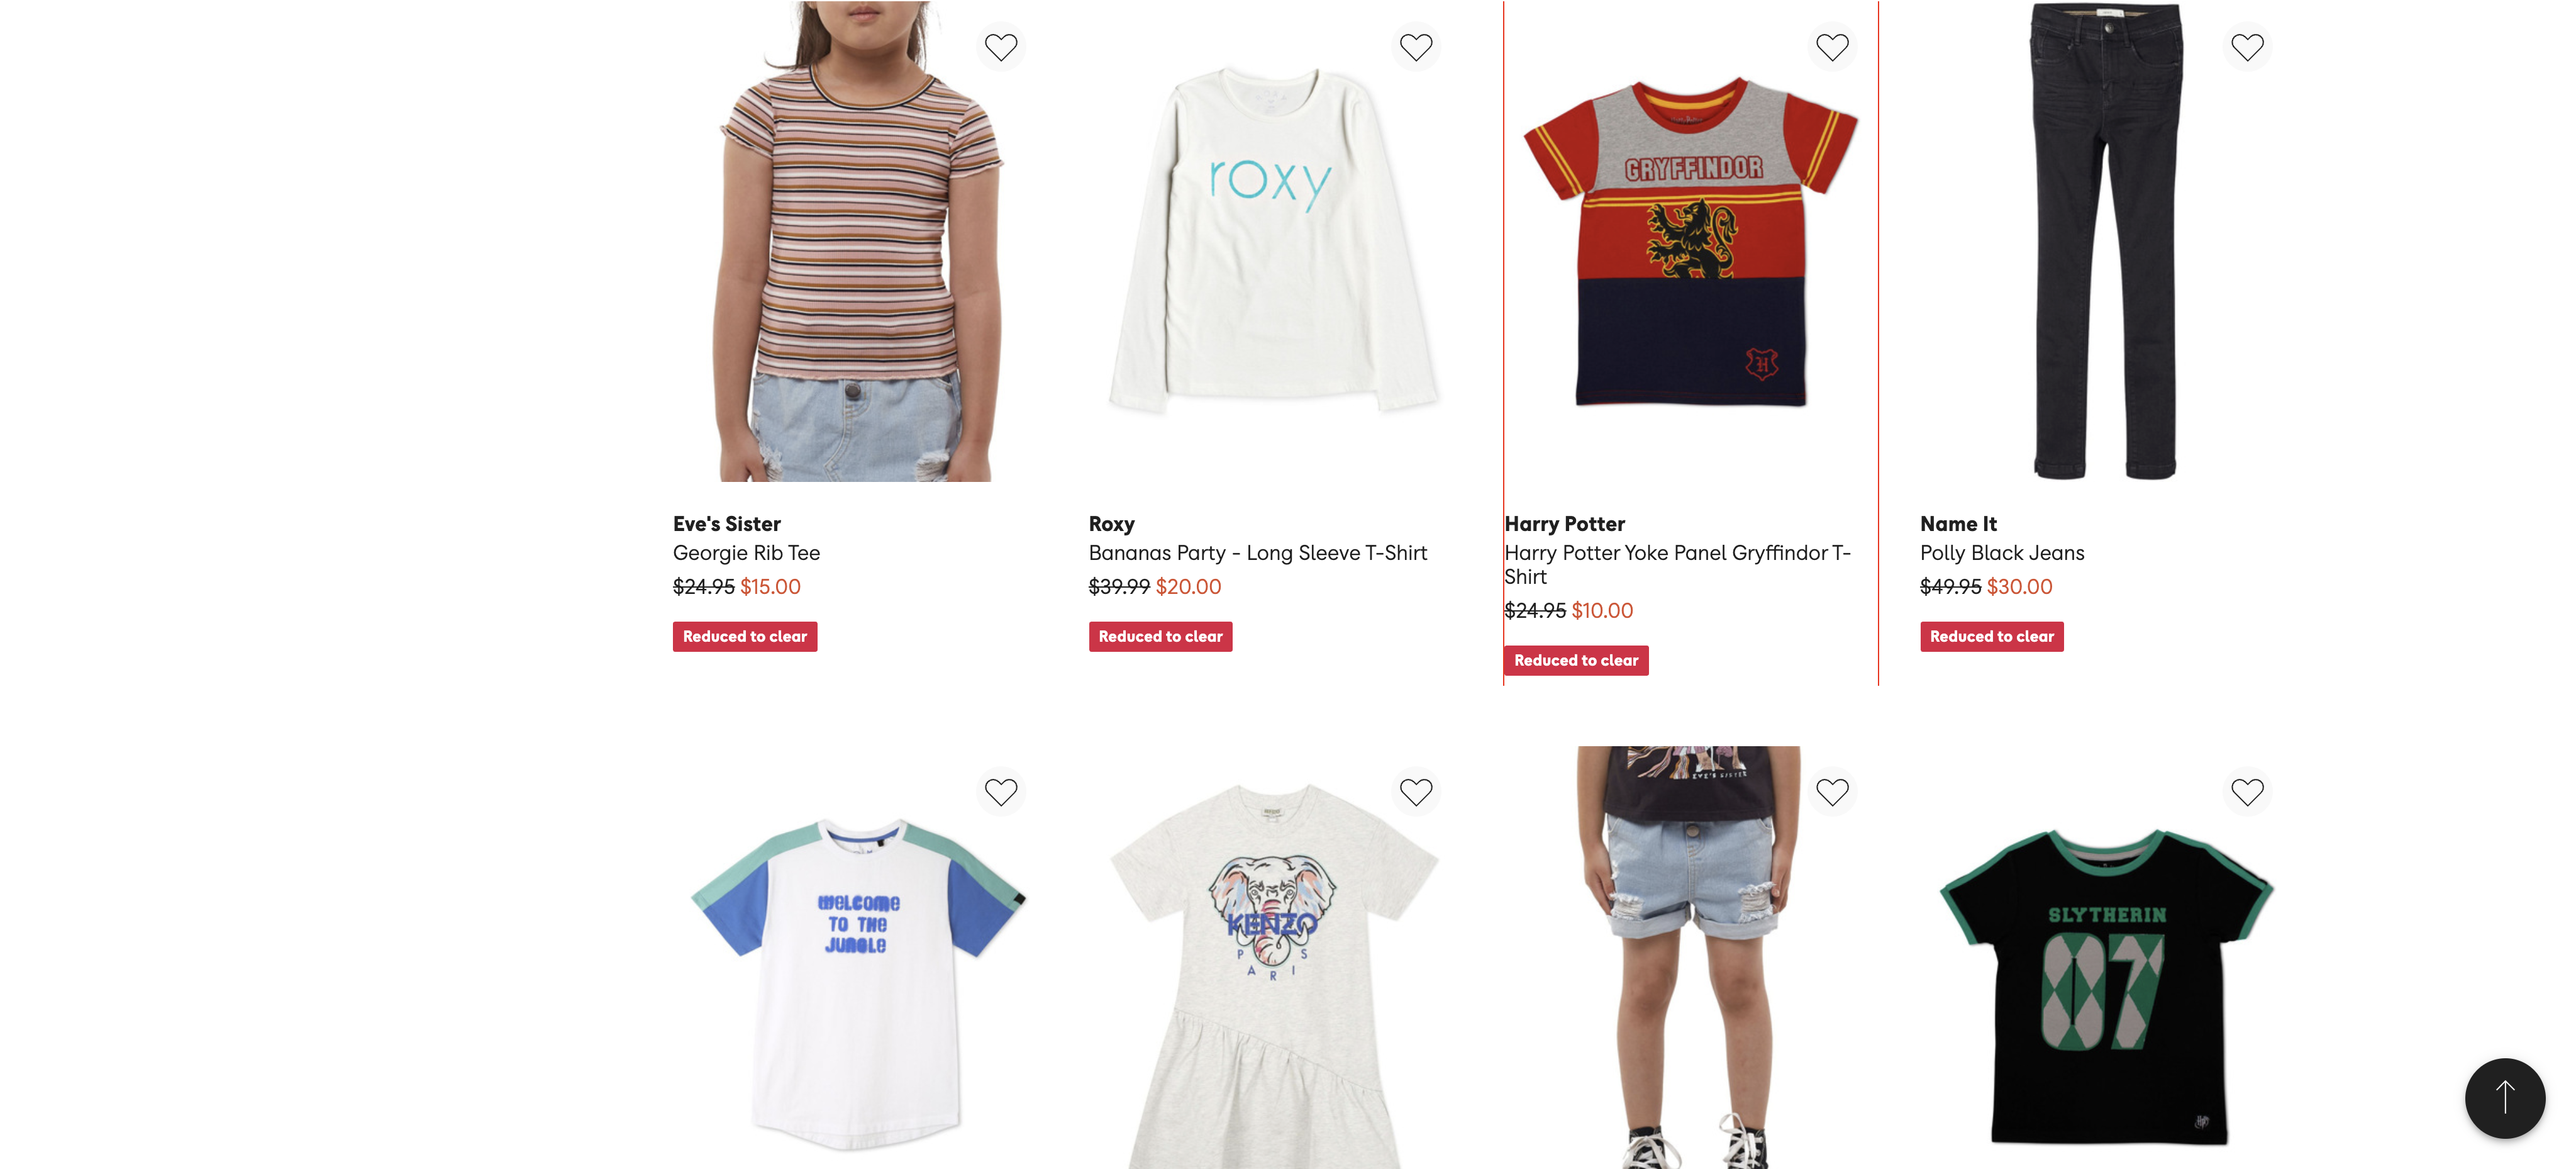 roxy
GRYFFINDOR
H
Eve's Sister
Georgie Rib Tee
$24.95 $15.00
Reduced to clear
Roxy
Bananas Party - Long Sleeve T-Shirt
$39.99 $20.00
Reduced to clear
Harry Potter
Harry Potter Yoke Panel Gryffindor T-
Shirt
$24.95 $10.00
Reduced to clear
Name It
Polly Black Jeans
$49.95 $30.00
Reduced to clear
WELCOME
TO THE
JUNGLE
KENZO
PARIS
EVE'S SISTER
SLYTHERIN
07